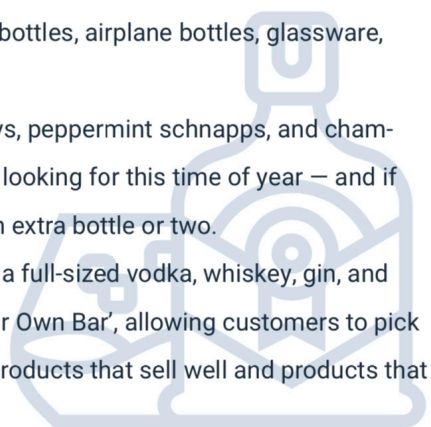 bottles, airplane bottles, glassware,
ys, peppermint schnapps, and cham-
looking for this time of year — and if
extra bottle or two.
a full-sized vodka, whiskey, gin, and
r Own Bar’, allowing customers to pick
roducts that sell well and products that